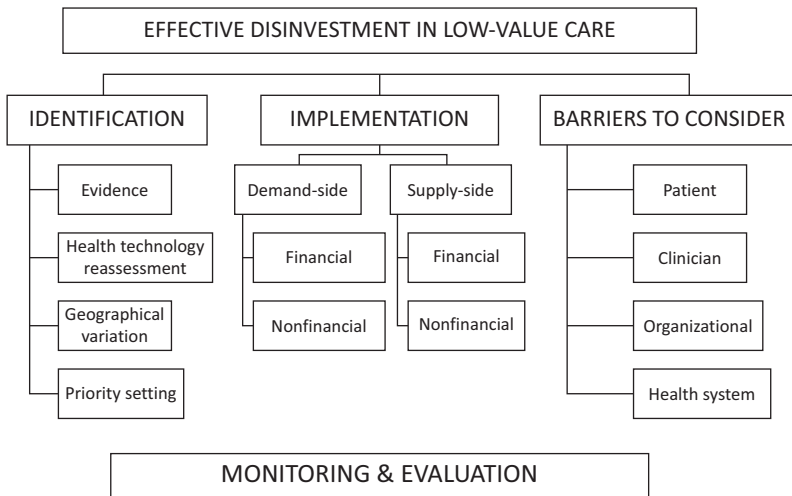 EFFECTIVE DISINVESTMENT IN LOW-VALUE CARE
IDENTIFICATION
Evidence
Health technology
reassessment
Geographical
variation
Priority setting
IMPLEMENTATION
Demand-side
Financial
Nonfinancial
Supply-side
Financial
Nonfinancial
BARRIERS TO CONSIDER
Patient
Clinician
Organizational
Health system
MONITORING & EVALUATION